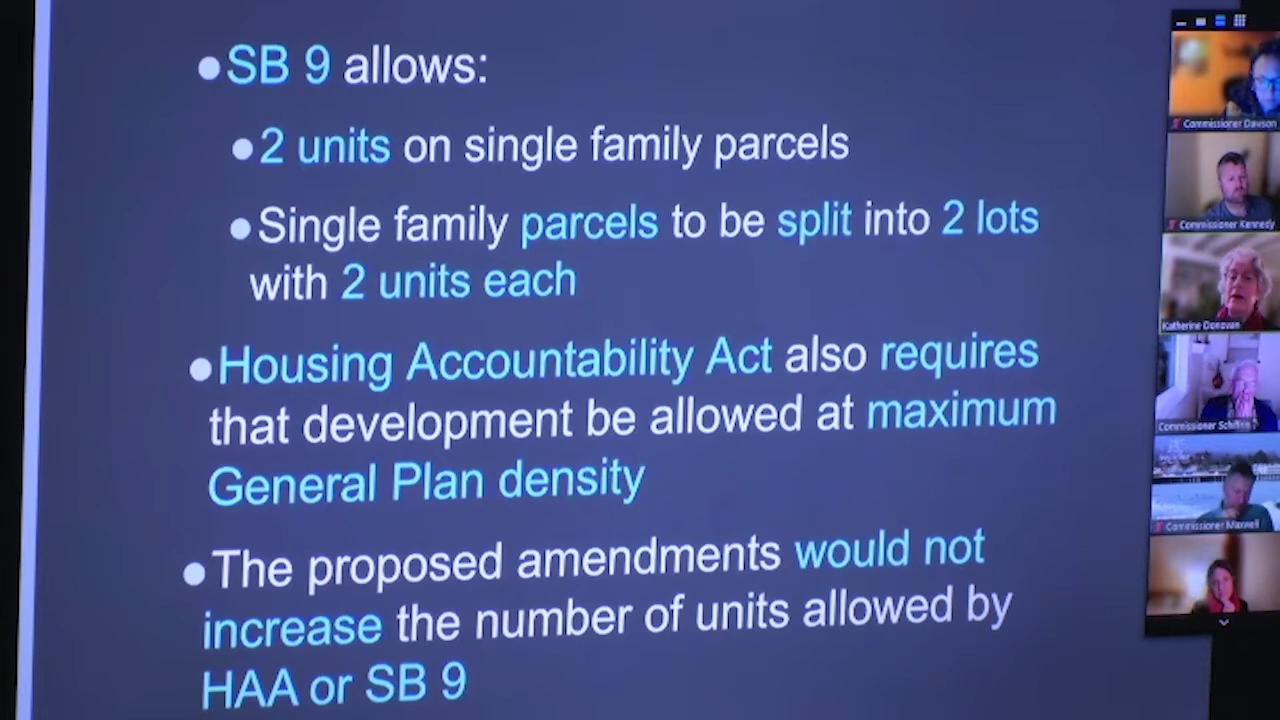 SB 9 allows:
2 units on single family parcels
Single family parcels to be split into 2 lots
with 2 units each
Housing Accountability Act also requires
that development be allowed at maximum
General Plan density
The proposed amendments would not
increase the number of units allowed by
HAA or SB 9
Commissioner Dawson
Commissioner Kennedy
Katherine Donovan
Commissioner Maxwell